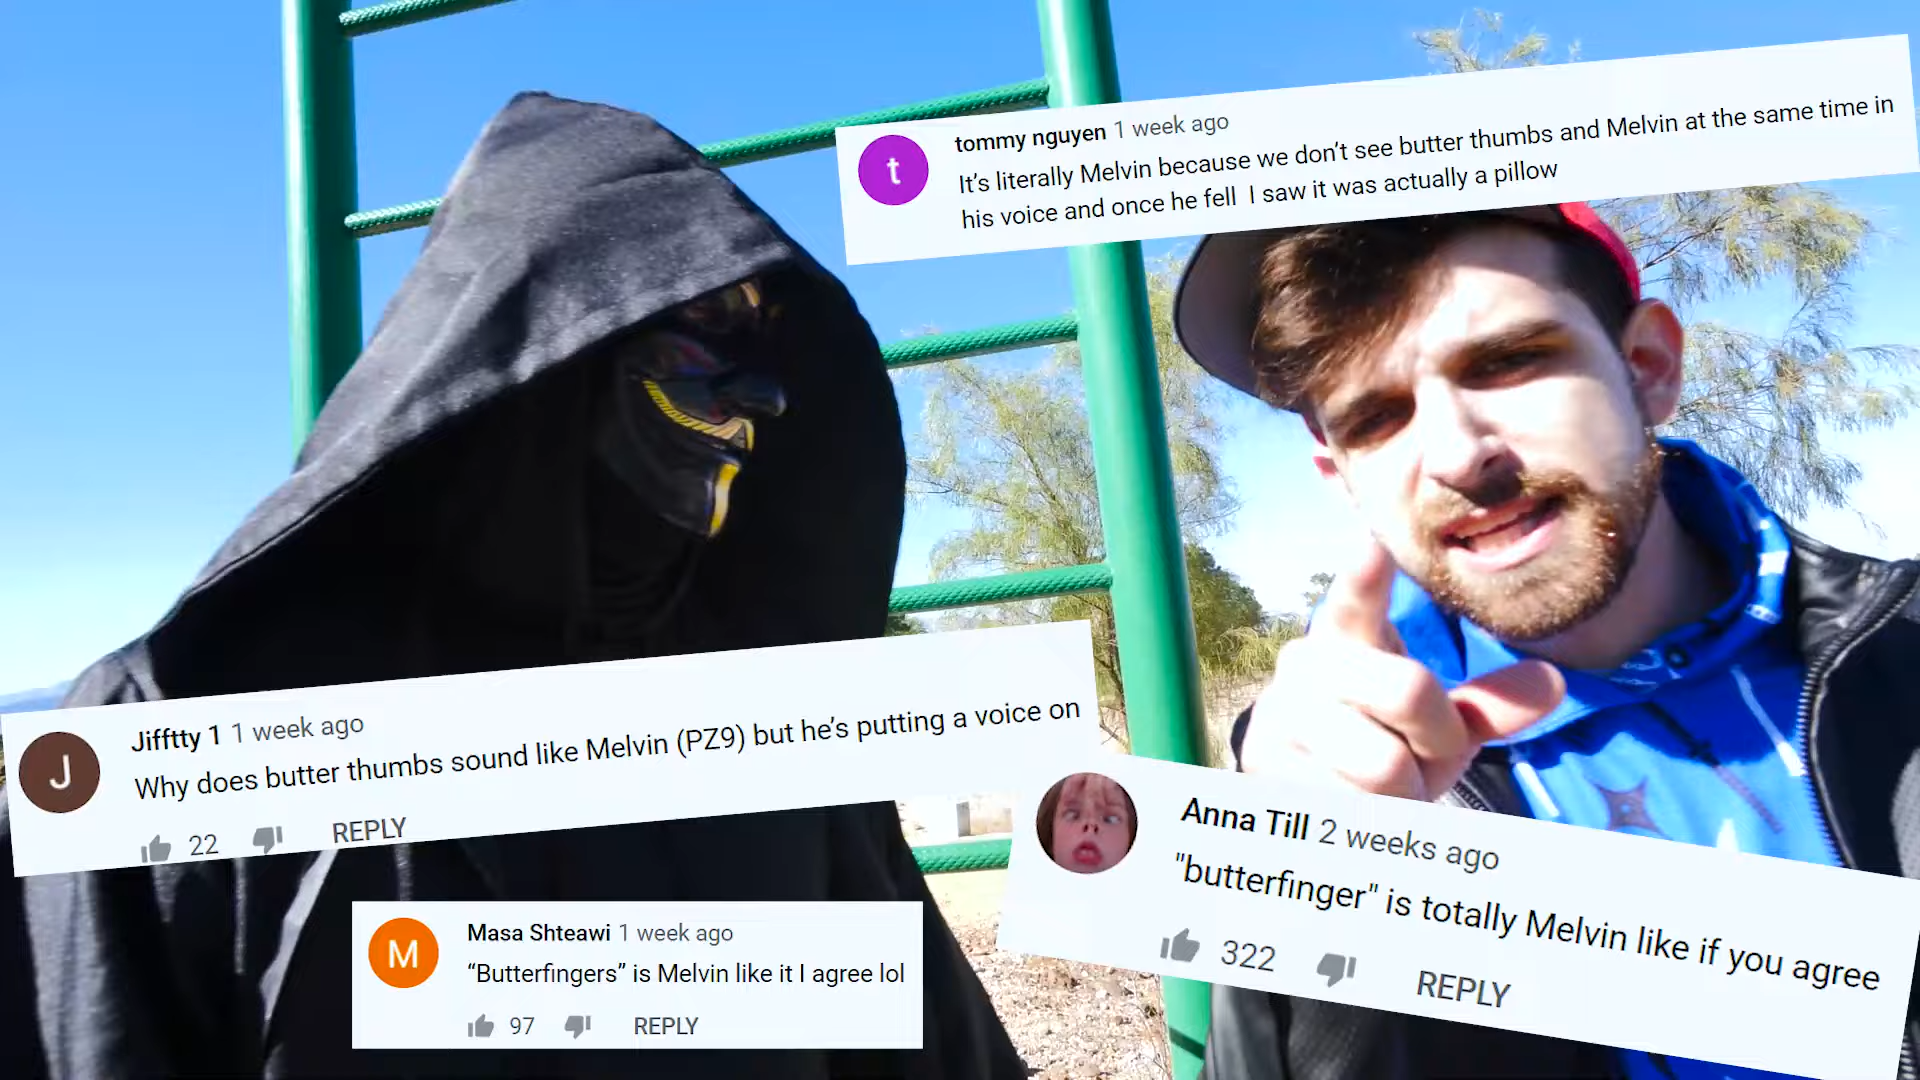 t
tommy nguyen 1 week ago
It's literally Melvin because we don't see butter thumbs and Melvin at the same time in
his voice and once he fell I saw it was actually a pillow
J
Jifftty 1 1 week ago
Why does butter thumbs sound like Melvin (PZ9) but he's putting a voice on
22 REPLY
Anna Till 2 weeks ago
"butterfinger" is totally Melvin like if you agree
322 REPLY
M
Masa Shteawi 1 week ago
“Butterfingers” is Melvin like it I agree lol
97 REPLY